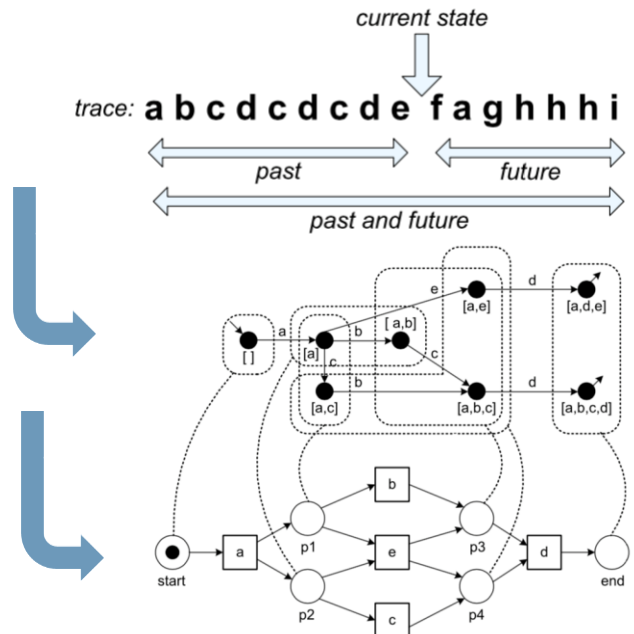 current state
trace: a b c d c d c d e f a g h h h i
past future
past and future
e d
[a,e] [a,d,e]
a b [ a,b]
[ ] [a] c c
b d
[a,c] [a,b,c] [a,b,c,d]
b
p1 p3
a e d
start end
p2 p4
c